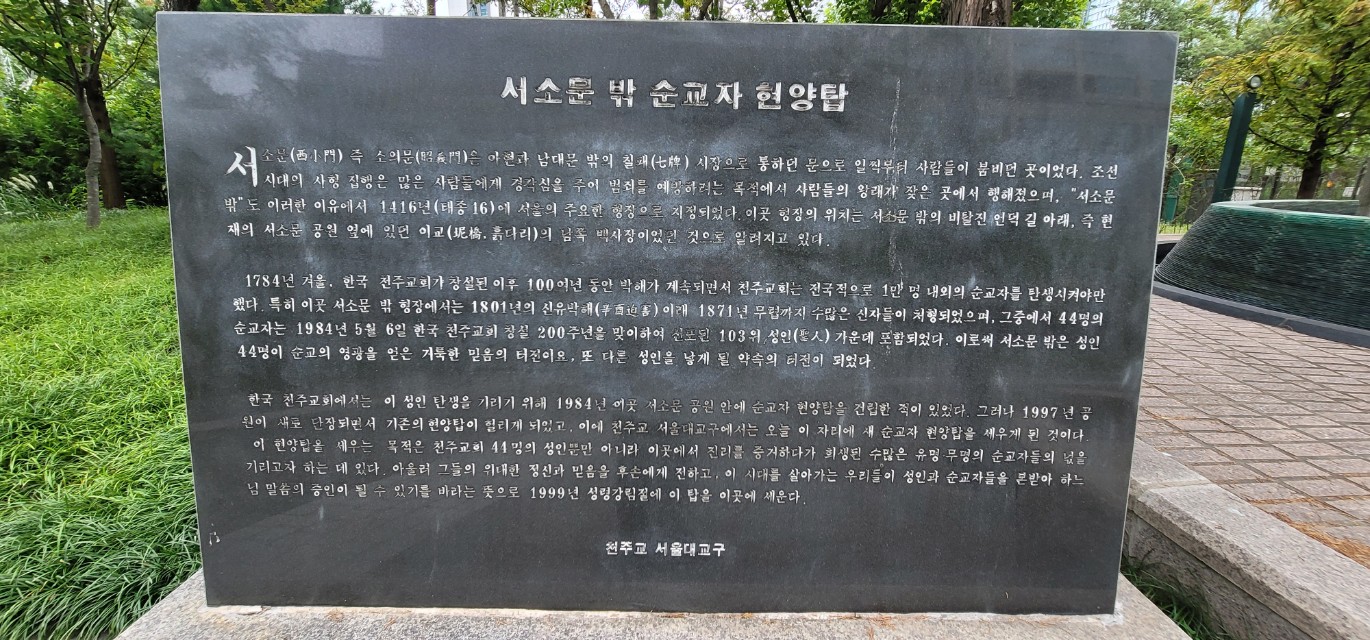 서소문 밖 순교자 현양탑
서소문(西小門) 즉 소의문(昭義門)은 아현과 남대문 밖의 칠패(七牌) 시장으로 통하던 문으로 일찍부터 사람들이 붐비던 곳이었다. 조선
시대의 사형 집행은 많은 사람들에게 경각심을 주어 범죄를 예방하려는 목적에서 사람들의 왕래가 잦은 곳에서 행해졌으며, "서소문
밖"도 이러한 이유에서 1416년(태종 16)에 서울의 주요한 형장으로 지정되었다. 이곳 형장의 위치는 서소문 밖의 비탈진 언덕 길 아래, 즉 현
재의 서소문 공원 옆에 있던 이교(圯橋, 흙다리)의 남쪽 백사장이었던 것으로 알려지고 있다.
1784년 겨울, 한국 천주교회가 창설된 이후 100여년 동안 박해가 계속되면서 천주교회는 전국적으로 1만 명 내외의 순교자를 탄생시켜야만
했다. 특히 이곳 서소문 밖 형장에서는 1801년의 신유박해(辛酉迫害) 이래 1871년 무렵까지 수많은 신자들이 처형되었으며, 그중에서 44명의
순교자는 1984년 5월 6일 한국 천주교회 창설 200주년을 맞이하여 선포된 103위 성인(聖人) 가운데 포함되었다. 이로써 서소문 밖은 성인
44명이 순교의 영광을 얻은 거룩한 믿음의 터전이요, 또 다른 성인을 낳게 될 약속의 터전이 되었다.
한국 천주교회에서는 이 성인 탄생을 기리기 위해 1984년 이곳 서소문 공원 안에 순교자 현양탑을 건립한 적이 있었다. 그러나 1997년 공
원이 새로 단장되면서 기존의 현양탑이 헐리게 되었고, 이에 천주교 서울대교구에서는 오늘 이 자리에 새 순교자 현양탑을 세우게 된 것이다.
이 현양탑을 세우는 목적은 천주교회 44명의 성인뿐만 아니라 이곳에서 진리를 증거하다가 희생된 수많은 유명 무명의 순교자들의 넋을
기리고자 하는 데 있다. 아울러 그들의 위대한 정신과 믿음을 후손에게 전하고, 이 시대를 살아가는 우리들이 성인과 순교자들을 본받아 하느
님 말씀의 증인이 될 수 있기를 바라는 뜻으로 1999년 성령강림절에 이 탑을 이곳에 세운다.
천주교 서울대교구